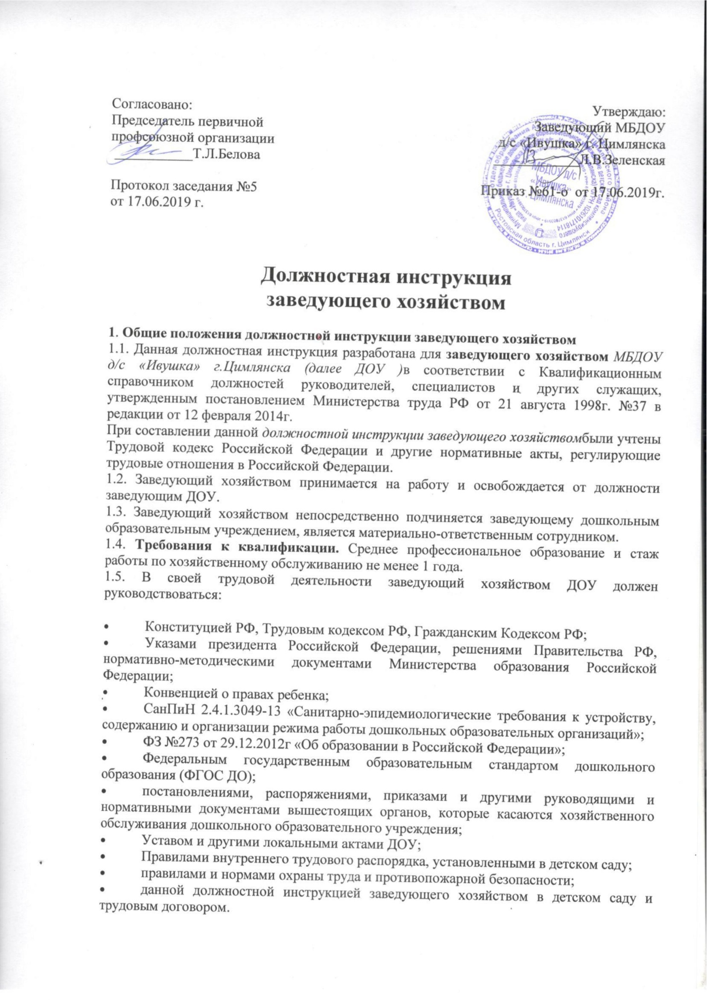 Согласовано:
Председатель первичной
профсоюзной организации
___________Т.Л.Белова
Протокол заседания №5
от 17.06.2019 г.
Утверждаю:
Заведующий МБДОУ
д/с «Ивушка» г. Цимлянска
____________Л.В.Зеленская
Приказ №61-о от 17.06.2019г.
МБДОУ д/с
«Ивушка»
г. Цимлянска
Ростовская область г. Цимлянск
Должностная инструкция
заведующего хозяйством
1. Общие положения должностной инструкции заведующего хозяйством
1.1. Данная должностная инструкция разработана для заведующего хозяйством МБДОУ
д/с «Ивушка» г.Цимлянска (далее ДОУ )в соответствии с Квалификационным
справочником должностей руководителей, специалистов и других служащих,
утвержденным постановлением Министерства труда РФ от 21 августа 1998г. №37 в
редакции от 12 февраля 2014г.
При составлении данной должностной инструкции заведующего хозяйствомбыли учтены
Трудовой кодекс Российской Федерации и другие нормативные акты, регулирующие
трудовые отношения в Российской Федерации.
1.2. Заведующий хозяйством принимается на работу и освобождается от должности
заведующим ДОУ.
1.3. Заведующий хозяйством непосредственно подчиняется заведующему дошкольным
образовательным учреждением, является материально-ответственным сотрудником.
1.4. Требования к квалификации. Среднее профессиональное образование и стаж
работы по хозяйственному обслуживанию не менее 1 года.
1.5. В своей трудовой деятельности заведующий хозяйством ДОУ должен
руководствоваться:
• Конституцией РФ, Трудовым кодексом РФ, Гражданским Кодексом РФ;
• Указами президента Российской Федерации, решениями Правительства РФ,
нормативно-методическими документами Министерства образования Российской
Федерации;
• Конвенцией о правах ребенка;
• СанПиН 2.4.1.3049-13 «Санитарно-эпидемиологические требования к устройству,
содержанию и организации режима работы дошкольных образовательных организаций»;
• ФЗ №273 от 29.12.2012г «Об образовании в Российской Федерации»;
• Федеральным государственным образовательным стандартом дошкольного
образования (ФГОС ДО);
• постановлениями, распоряжениями, приказами и другими руководящими и
нормативными документами вышестоящих органов, которые касаются хозяйственного
обслуживания дошкольного образовательного учреждения;
• Уставом и другими локальными актами ДОУ;
• Правилами внутреннего трудового распорядка, установленными в детском саду;
• правилами и нормами охраны труда и противопожарной безопасности;
• данной должностной инструкцией заведующего хозяйством в детском саду и
трудовым договором.